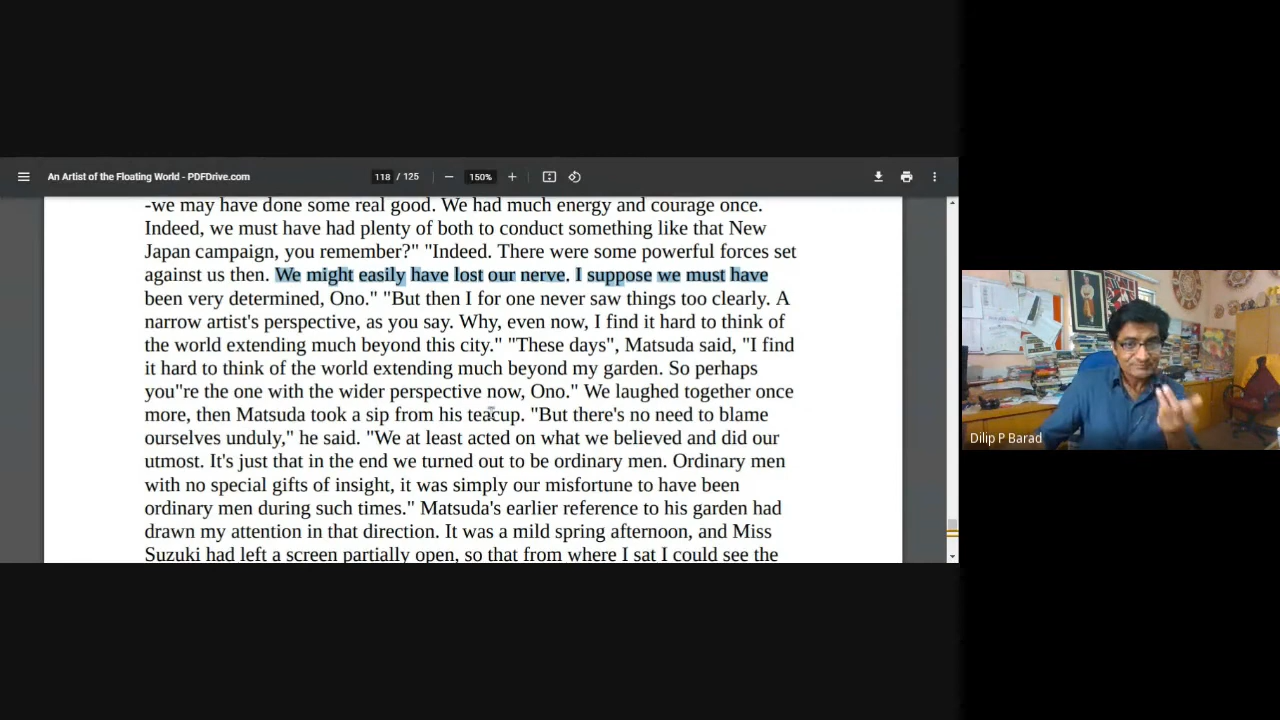 An Artist of the Floating World - PDFDrive.com
118 / 125
150%
-we may have done some real good. We had much energy and courage once.
Indeed, we must have had plenty of both to conduct something like that New
Japan campaign, you remember?" "Indeed. There were some powerful forces set
against us then. We might easily have lost our nerve. I suppose we must have
been very determined, Ono." "But then I for one never saw things too clearly. A
narrow artist's perspective, as you say. Why, even now, I find it hard to think of
the world extending much beyond this city." "These days", Matsuda said, "I find
it hard to think of the world extending much beyond my garden. So perhaps
you"re the one with the wider perspective now, Ono." We laughed together once
more, then Matsuda took a sip from his teacup. "But there's no need to blame
ourselves unduly," he said. "We at least acted on what we believed and did our
utmost. It's just that in the end we turned out to be ordinary men. Ordinary men
with no special gifts of insight, it was simply our misfortune to have been
ordinary men during such times." Matsuda's earlier reference to his garden had
drawn my attention in that direction. It was a mild spring afternoon, and Miss
Suzuki had left a screen partially open, so that from where I sat I could see the
Dilip P Barad